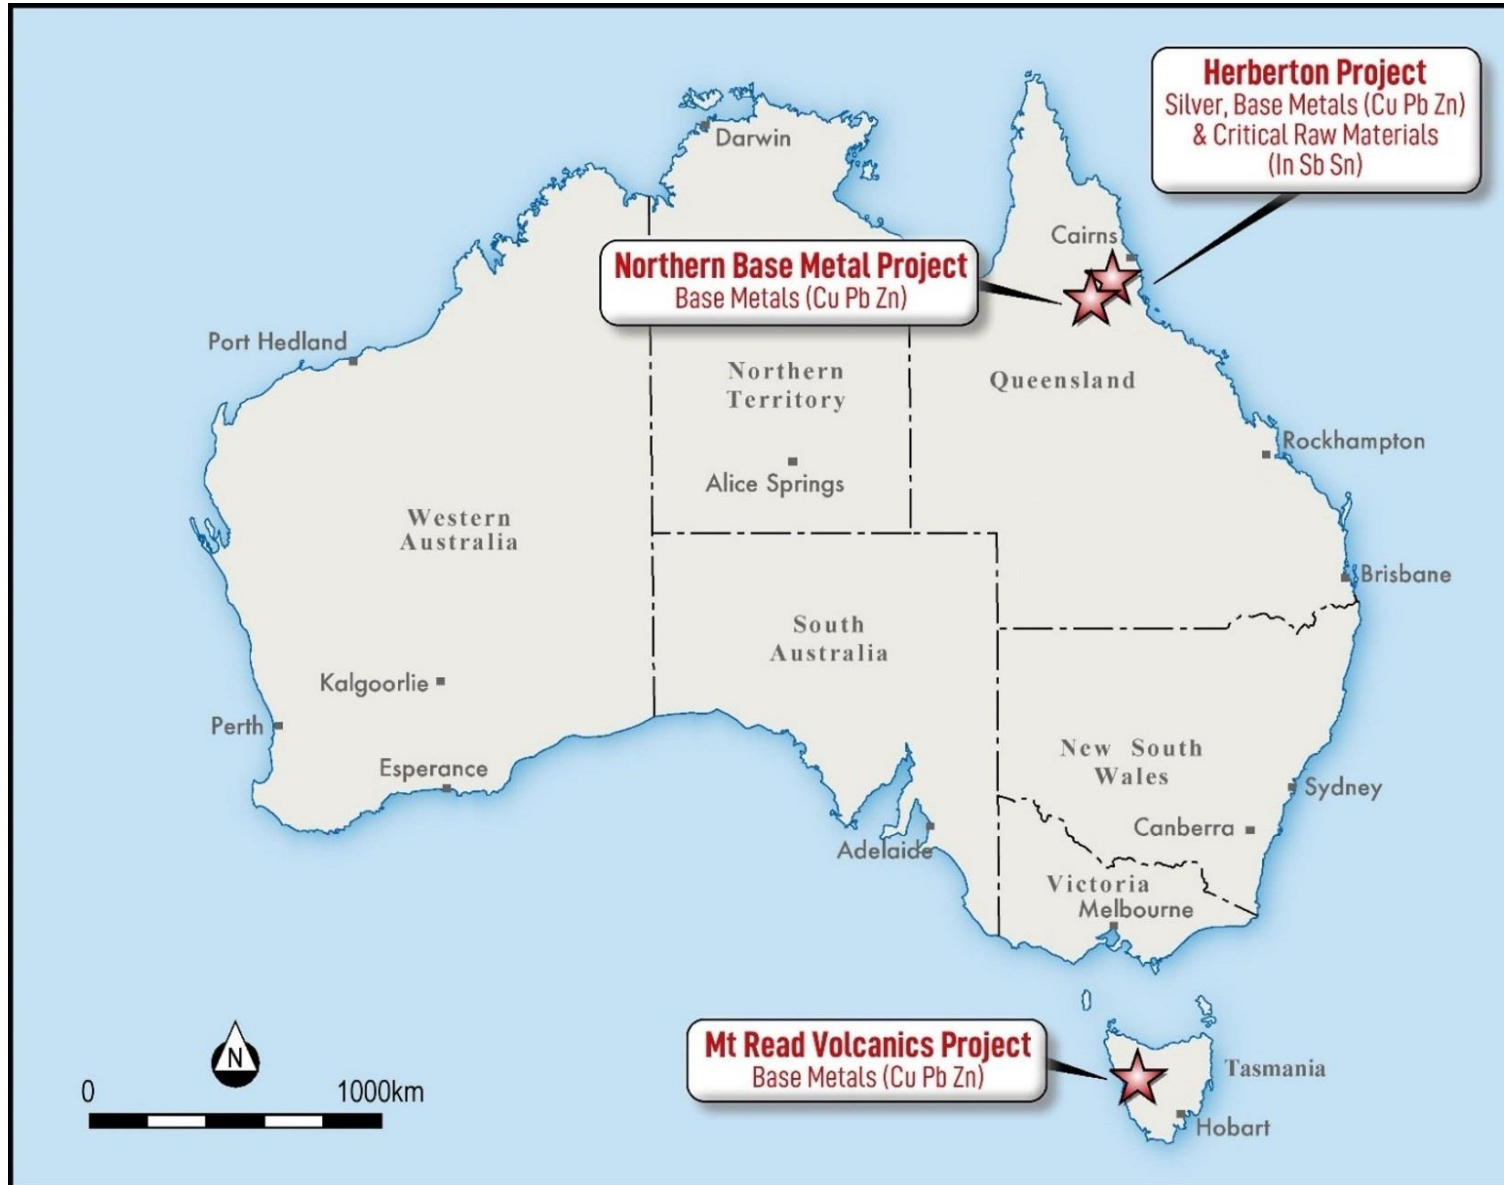 Herberton Project
Silver, Base Metals (Cu Pb Zn)
& Critical Raw Materials
(In Sb Sn)
Darwin
Cairns
Northern Base Metal Project
Base Metals (Cu Pb Zn)
Port Hedland
Northern
Territory
Queensland
Rockhampton
Alice Springs
Western
Australia
Brisbane
South
Australia
Kalgoorlie
Perth
Esperance
New South
Wales
Sydney
Canberra
Adelaide
Victoria
Melbourne
Mt Read Volcanics Project
Base Metals (Cu Pb Zn)
Tasmania
Hobart
N
0 1000km